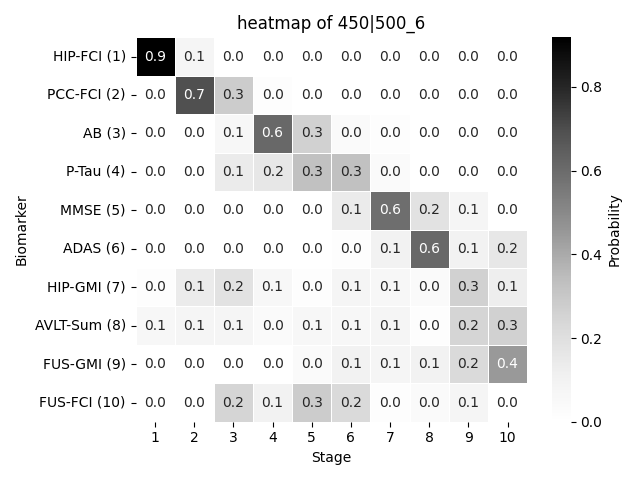 heatmap of 450|500_6
HIP-FCI (1) 0.9 0.1 0.0 0.0 0.0 0.0 0.0 0.0 0.0 0.0
PCC-FCI (2) 0.0 0.7 0.3 0.0 0.0 0.0 0.0 0.0 0.0 0.0
AB (3) 0.0 0.0 0.1 0.6 0.3 0.0 0.0 0.0 0.0 0.0
P-Tau (4) 0.0 0.0 0.1 0.2 0.3 0.3 0.0 0.0 0.0 0.0
MMSE (5) 0.0 0.0 0.0 0.0 0.0 0.1 0.6 0.2 0.1 0.0
ADAS (6) 0.0 0.0 0.0 0.0 0.0 0.0 0.1 0.6 0.1 0.2
HIP-GMI (7) 0.0 0.1 0.2 0.1 0.0 0.1 0.1 0.0 0.3 0.1
AVLT-Sum (8) 0.1 0.1 0.1 0.0 0.1 0.1 0.1 0.0 0.2 0.3
FUS-GMI (9) 0.0 0.0 0.0 0.0 0.0 0.1 0.1 0.1 0.2 0.4
FUS-FCI (10) 0.0 0.0 0.2 0.1 0.3 0.2 0.0 0.0 0.1 0.0
1 2 3 4 5 6 7 8 9 10
Stage
Biomarker
0.8
0.6
0.4
0.2
0.0
Probability